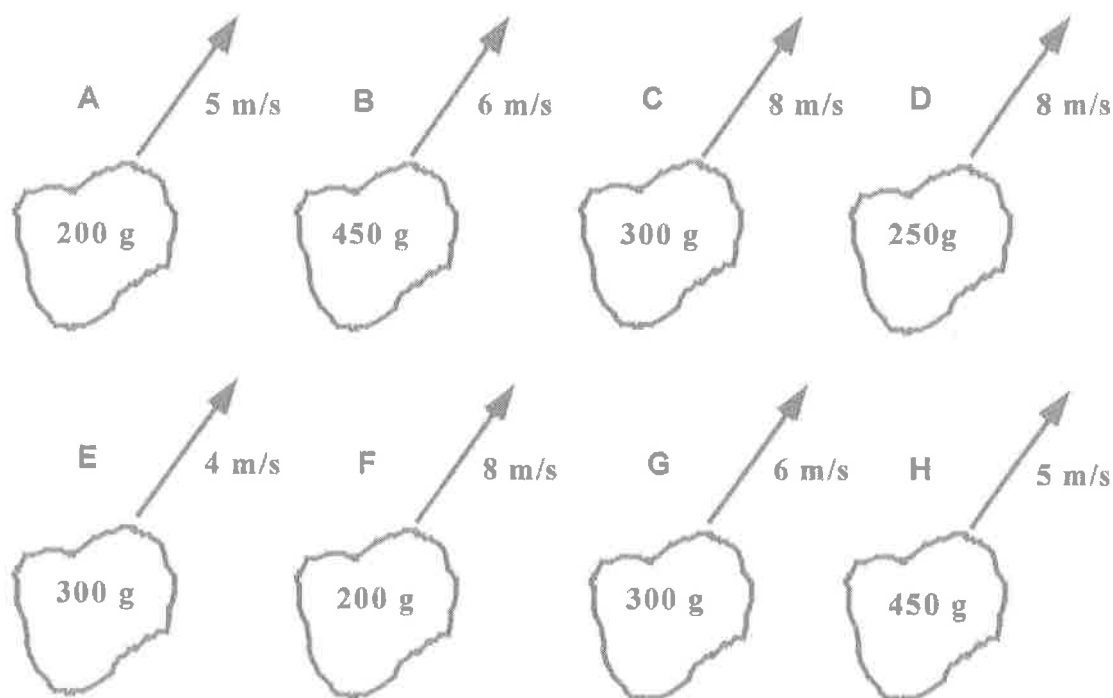 A B C D
5 m/s 6 m/s 8 m/s 8 m/s
200 g 450 g 300 g 250g
E F G H
4 m/s 8 m/s 6 m/s 5 m/s
300 g 200 g 300 g 450 g